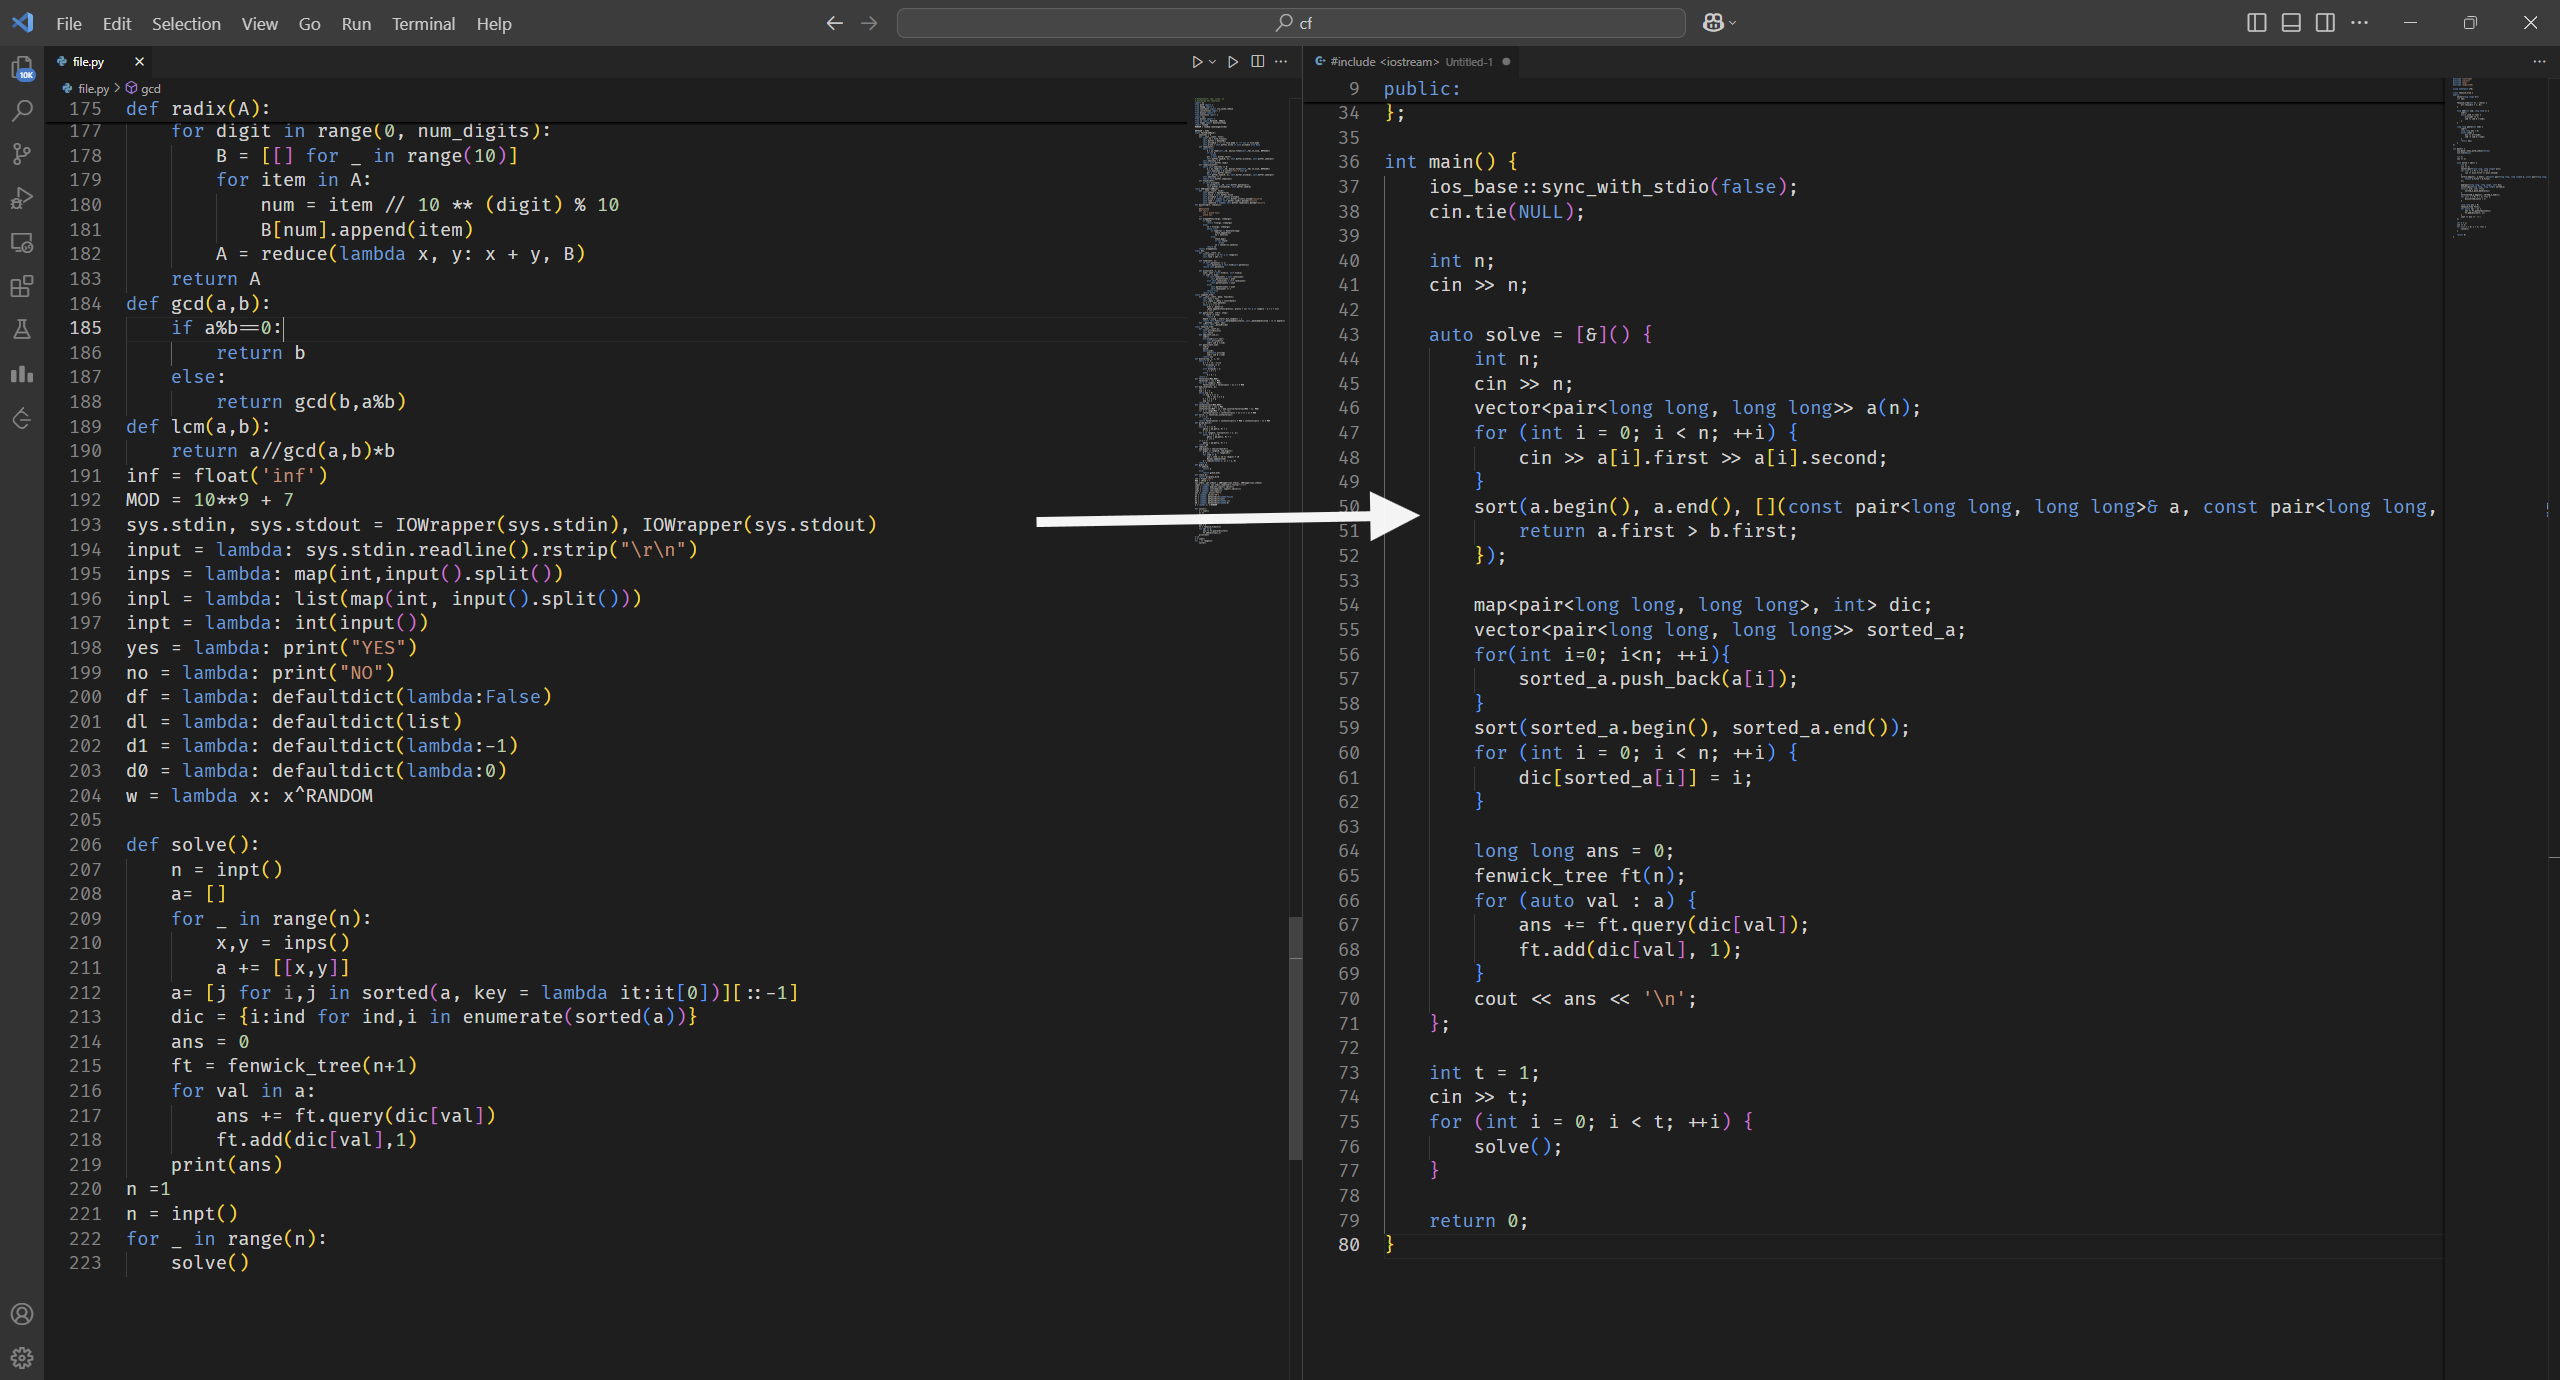 File Edit Selection View Go Run Terminal Help
cf
file.py
#include <iostream> Untitled-1
10K
file.py > gcd
175 def radix(A):
177 for digit in range(0, num_digits):
178 B = [[] for _ in range(10)]
179 for item in A:
180 num = item // 10 ** (digit) % 10
181 B[num].append(item)
182 A = reduce(lambda x, y: x + y, B)
183 return A
184 def gcd(a,b):
185 if a%b==0:
186 return b
187 else:
188 return gcd(b,a%b)
189 def lcm(a,b):
190 return a//gcd(a,b)*b
191 inf = float('inf')
192 MOD = 10**9 + 7
193 sys.stdin, sys.stdout = IOWrapper(sys.stdin), IOWrapper(sys.stdout)
194 input = lambda: sys.stdin.readline().rstrip("\r\n")
195 inps = lambda: map(int,input().split())
196 inpl = lambda: list(map(int, input().split()))
197 inpt = lambda: int(input())
198 yes = lambda: print("YES")
199 no = lambda: print("NO")
200 df = lambda: defaultdict(lambda:False)
201 dl = lambda: defaultdict(list)
202 d1 = lambda: defaultdict(lambda:-1)
203 d0 = lambda: defaultdict(lambda:0)
204 w = lambda x: x^RANDOM
205
206 def solve():
207 n = inpt()
208 a= []
209 for _ in range(n):
210 x,y = inps()
211 a += [[x,y]]
212 a= [j for i,j in sorted(a, key = lambda it:it[0])][::-1]
213 dic = {i:ind for ind,i in enumerate(sorted(a))}
214 ans = 0
215 ft = fenwick_tree(n+1)
216 for val in a:
217 ans += ft.query(dic[val])
218 ft.add(dic[val],1)
219 print(ans)
220 n =1
221 n = inpt()
222 for _ in range(n):
223 solve()
9 public:
34 };
35
36 int main() {
37 ios_base::sync_with_stdio(false);
38 cin.tie(NULL);
39
40 int n;
41 cin >> n;
42
43 auto solve = [&]() {
44 int n;
45 cin >> n;
46 vector<pair<long long, long long>> a(n);
47 for (int i = 0; i < n; ++i) {
48 cin >> a[i].first >> a[i].second;
49 }
50 sort(a.begin(), a.end(), [](const pair<long long, long long>& a, const pair<long long,
51 return a.first > b.first;
52 });
53
54 map<pair<long long, long long>, int> dic;
55 vector<pair<long long, long long>> sorted_a;
56 for(int i=0; i<n; ++i){
57 sorted_a.push_back(a[i]);
58 }
59 sort(sorted_a.begin(), sorted_a.end());
60 for (int i = 0; i < n; ++i) {
61 dic[sorted_a[i]] = i;
62 }
63
64 long long ans = 0;
65 fenwick_tree ft(n);
66 for (auto val : a) {
67 ans += ft.query(dic[val]);
68 ft.add(dic[val], 1);
69 }
70 cout << ans << '\n';
71 };
72
73 int t = 1;
74 cin >> t;
75 for (int i = 0; i < t; ++i) {
76 solve();
77 }
78
79 return 0;
80 }